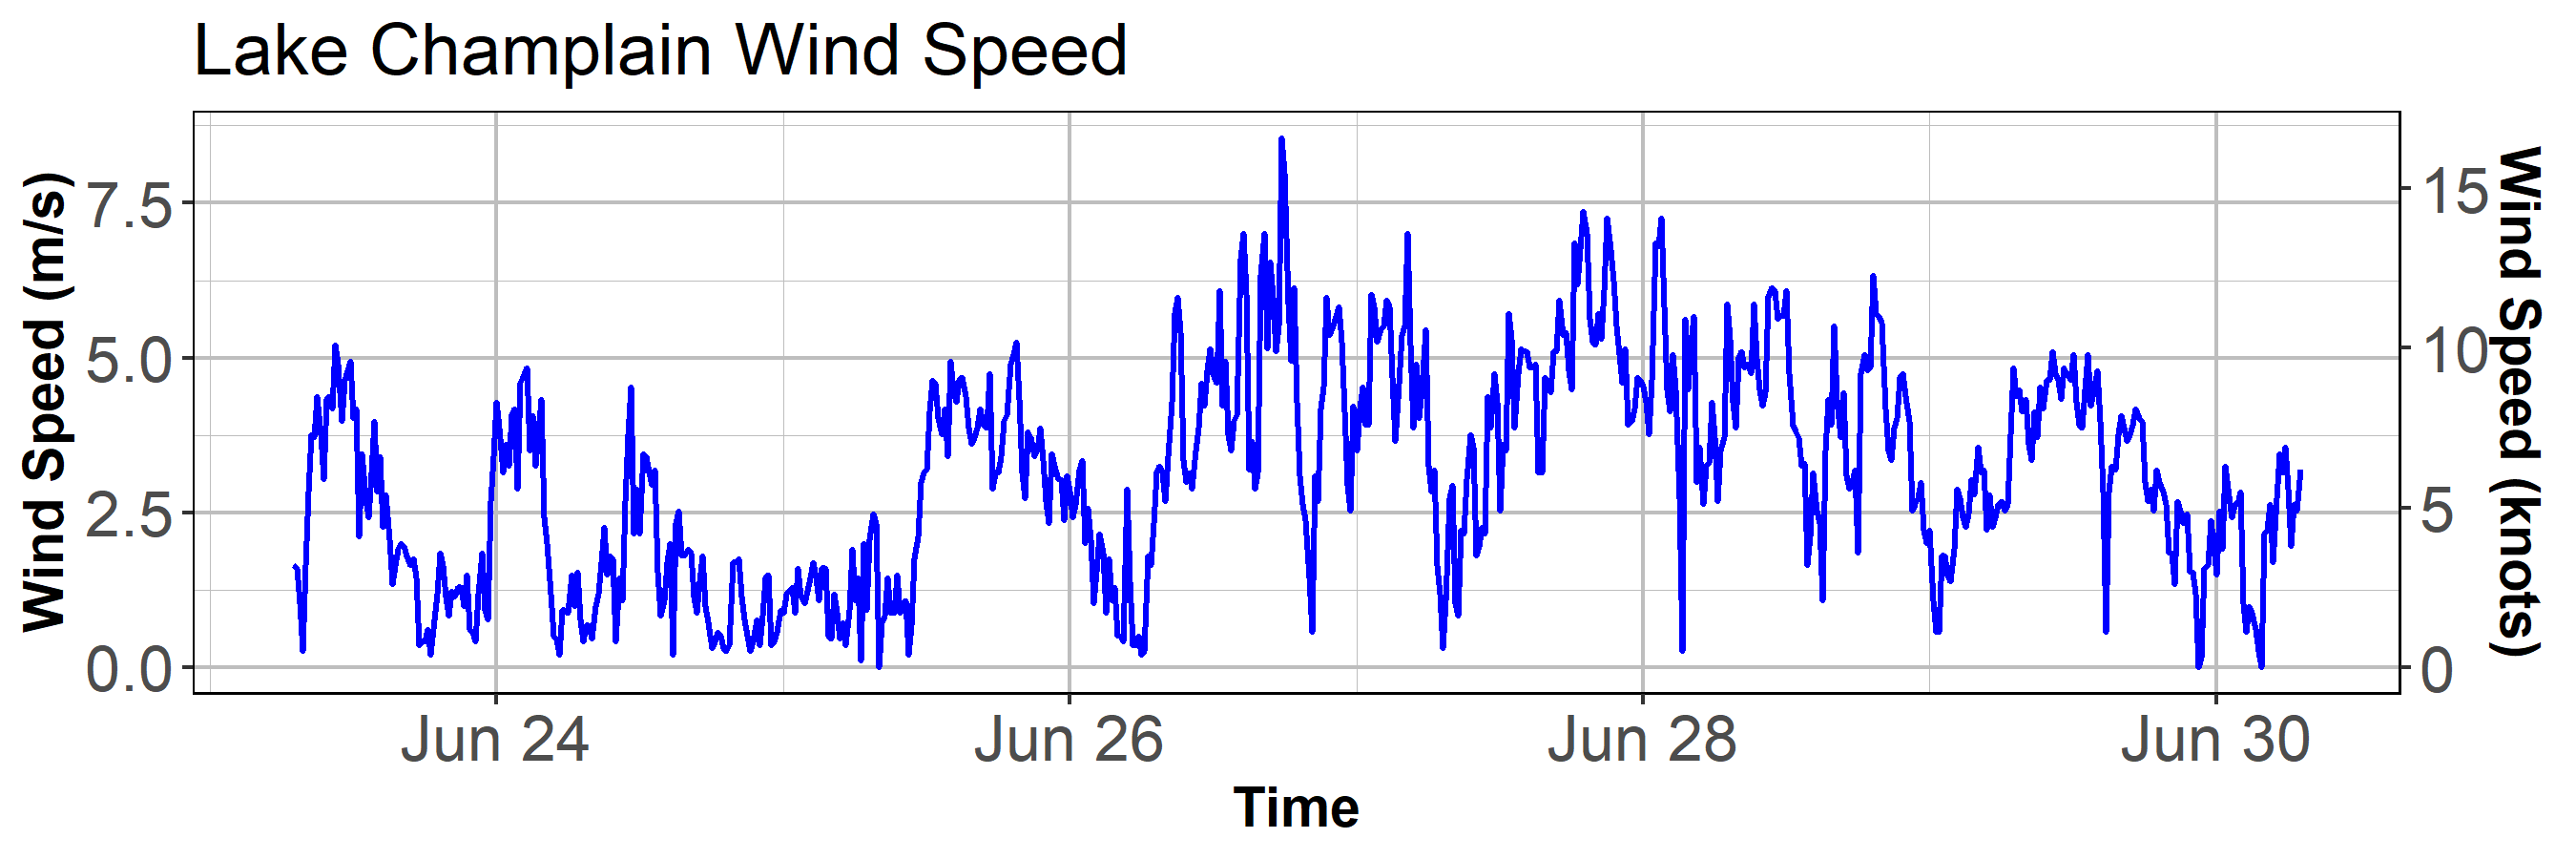 Lake Champlain Wind Speed
Wind Speed (m/s)
7.5
5.0
2.5
0.0
15
10
5
0
Wind Speed (knots)
Jun 24
Jun 26
Jun 28
Jun 30
Time